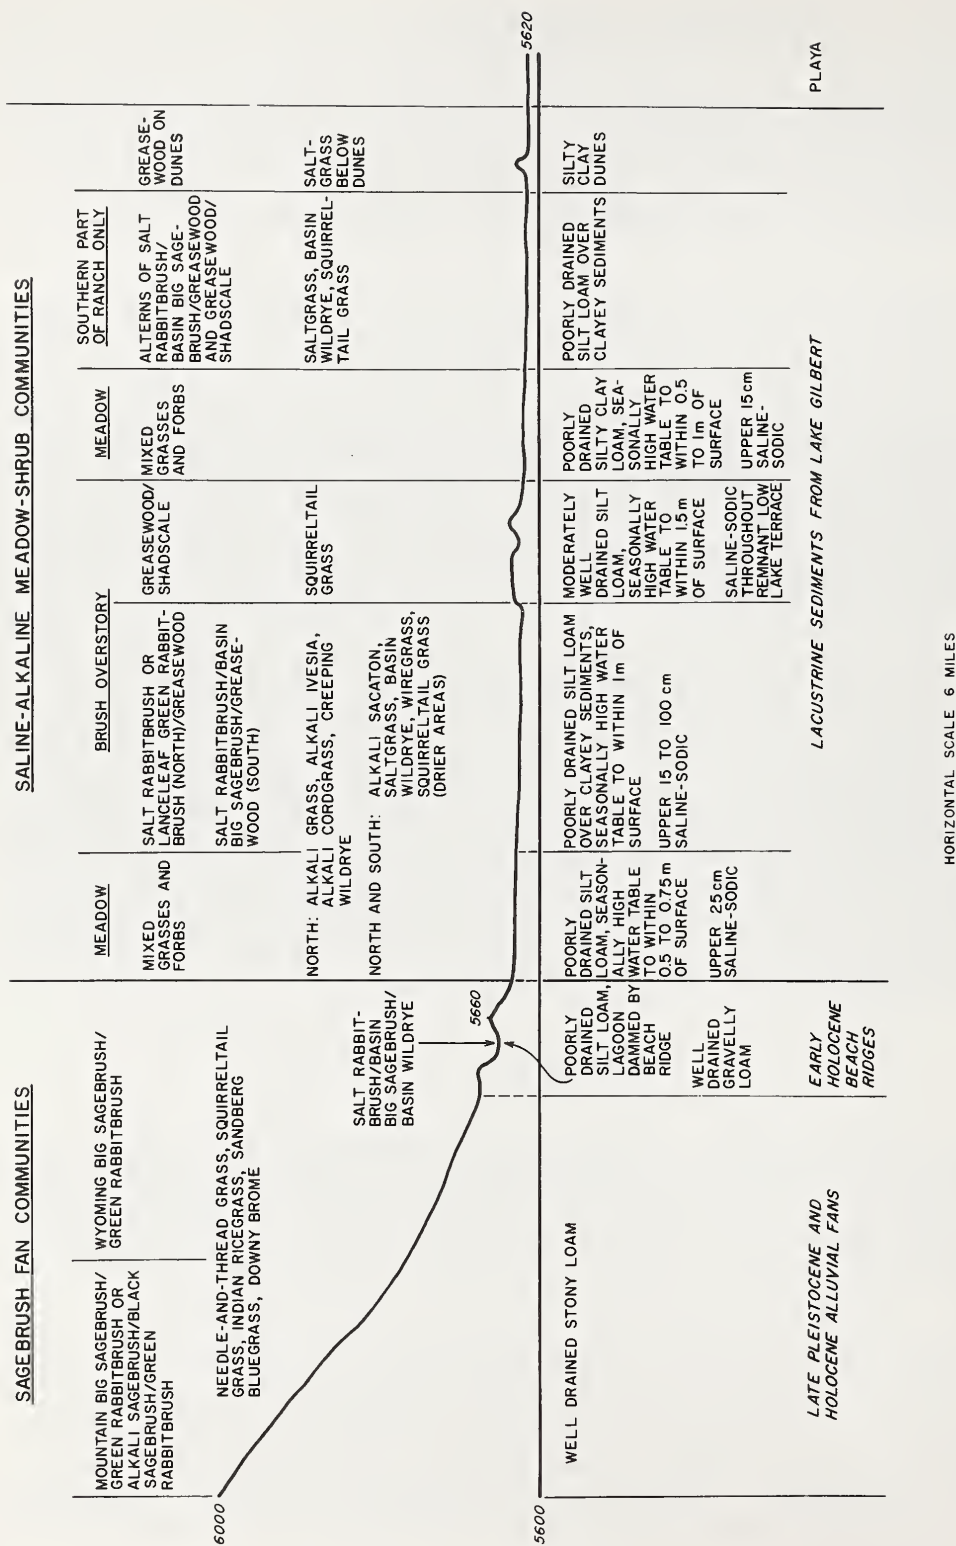 SAGEBRUSH FAN COMMUNITIES
SALINE-ALKALINE MEADOW-SHRUB COMMUNITIES
MOUNTAIN BIG SAGEBRUSH/
GREEN RABBITBRUSH OR
ALKALI SAGEBRUSH/BLACK
SAGEBRUSH/GREEN
RABBITBRUSH
WYOMING BIG SAGEBRUSH/
GREEN RABBITBRUSH
NEEDLE-AND-THREAD GRASS, SQUIRRELTAIL
GRASS, INDIAN RICEGRASS, SANDBERG
BLUEGRASS, DOWNY BROME
SALT RABBIT-
BRUSH/BASIN
BIG SAGEBRUSH/
BASIN WILDRYE
MEADOW
MIXED
GRASSES AND
FORBS
BRUSH OVERSTORY
SALT RABBITBRUSH OR
LANCELEAF GREEN RABBIT-
BRUSH (NORTH)/GREASEWOOD
SALT RABBITBRUSH/BASIN
BIG SAGEBRUSH/GREASE-
WOOD (SOUTH)
NORTH: ALKALI GRASS, ALKALI IVESIA,
ALKALI CORDGRASS, CREEPING
WILDRYE
NORTH AND SOUTH: ALKALI SACATON,
SALTGRASS, BASIN
WILDRYE, WIREGRASS,
SQUIRRELTAIL GRASS
(DRIER AREAS)
GREASEWOOD/
SHADSCALE
SQUIRRELTAIL
GRASS
MEADOW
MIXED
GRASSES
AND FORBS
SOUTHERN PART
OF RANCH ONLY
ALTERNS OF SALT
RABBITBRUSH/
BASIN BIG SAGE-
BRUSH/GREASEWOOD
AND GREASEWOOD/
SHADSCALE
SALTGRASS, BASIN
WILDRYE, SQUIRREL-
TAIL GRASS
GREASE-
WOOD ON
DUNES
SALT-
GRASS
BELOW
DUNES
6000
5660
5620
5600
WELL DRAINED STONY LOAM
POORLY
DRAINED
SILT LOAM,
LAGOON
DAMMED BY
BEACH
RIDGE
WELL
DRAINED
GRAVELLY
LOAM
POORLY
DRAINED SILT
LOAM, SEASON-
ALLY HIGH
WATER TABLE
TO WITHIN
0.5 TO 0.75m
OF SURFACE
UPPER 25cm
SALINE-SODIC
POORLY DRAINED SILT LOAM
OVER CLAYEY SEDIMENTS,
SEASONALLY HIGH WATER
TABLE TO WITHIN 1m OF
SURFACE
UPPER 15 TO 100 cm
SALINE-SODIC
MODERATELY
WELL
DRAINED SILT
LOAM,
SEASONALLY
HIGH WATER
TABLE TO
WITHIN 1.5m
OF SURFACE
SALINE-SODIC
THROUGHOUT
REMNANT LOW
LAKE TERRACE
POORLY
DRAINED
SILTY CLAY
LOAM, SEA-
SONALLY
HIGH WATER
TABLE TO
WITHIN 0.5
TO 1m OF
SURFACE
UPPER 15cm
SALINE-
SODIC
POORLY DRAINED
SILT LOAM OVER
CLAYEY SEDIMENTS
SILTY
CLAY
DUNES
LATE PLEISTOCENE AND
HOLOCENE ALLUVIAL FANS
EARLY
HOLOCENE
BEACH
RIDGES
LACUSTRINE SEDIMENTS FROM LAKE GILBERT
PLAYA
HORIZONTAL SCALE 6 MILES